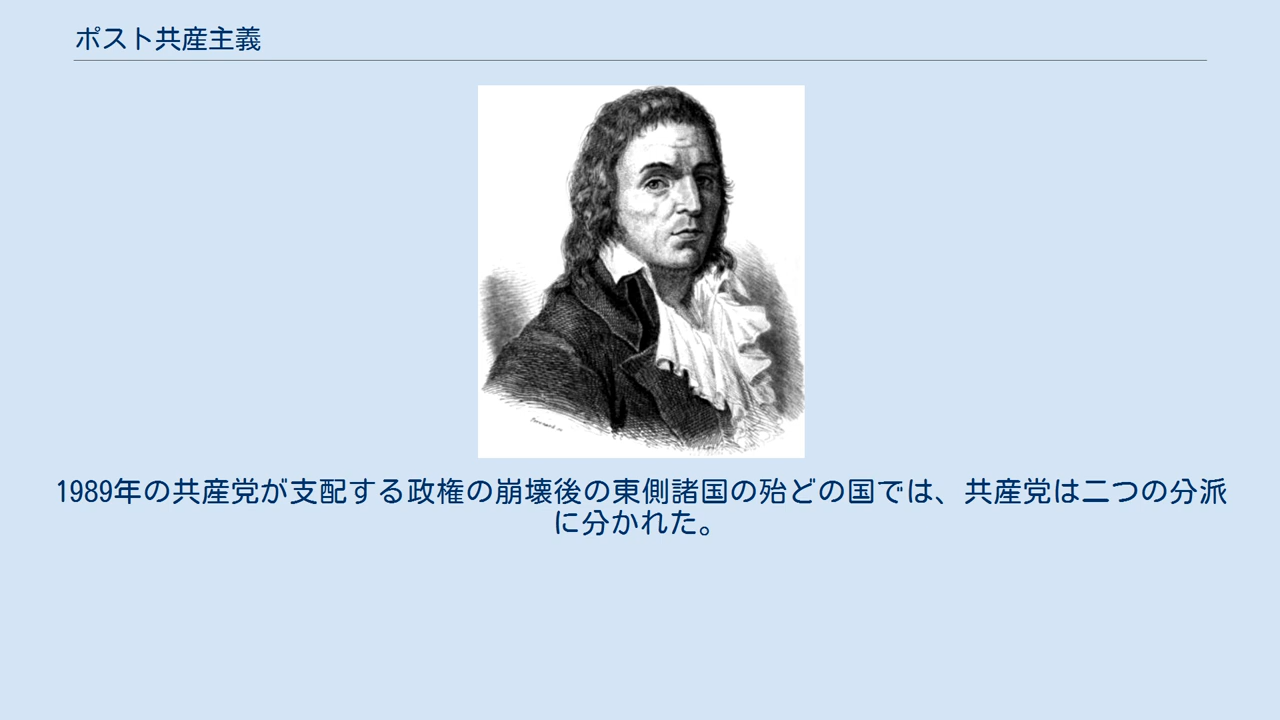 ポスト共産主義
1989年の共産党が支配する政権の崩壊後の東側諸国の殆どの国では、共産党は二つの分派
に分かれた。